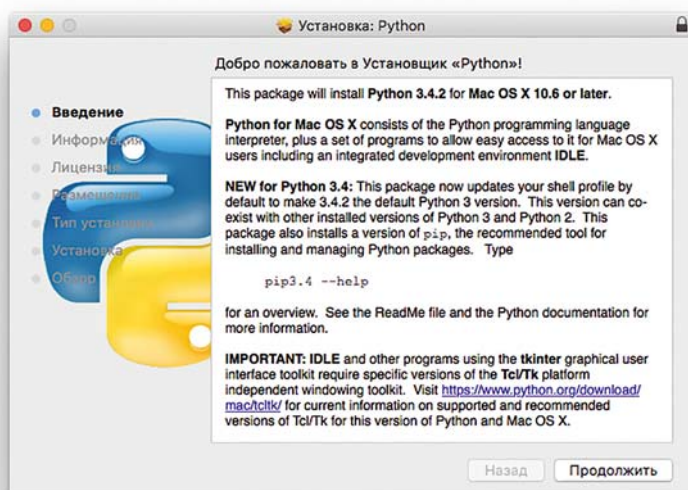 Установка: Python
Добро пожаловать в Установщик «Python»!
Введение
Информация
Лицензия
Размещение
Тип установки
Установка
Обзор
This package will install Python 3.4.2 for Mac OS X 10.6 or later.
Python for Mac OS X consists of the Python programming language
interpreter, plus a set of programs to allow easy access to it for Mac OS X
users including an integrated development environment IDLE.
NEW for Python 3.4: This package now updates your shell profile by
default to make 3.4.2 the default Python 3 version. This version can co-
exist with other installed versions of Python 3 and Python 2. This
package also installs a version of pip, the recommended tool for
installing and managing Python packages. Type
pip3.4 --help
for an overview. See the ReadMe file and the Python documentation for
more information.
IMPORTANT: IDLE and other programs using the tkinter graphical user
interface toolkit require specific versions of the Tcl/Tk platform
independent windowing toolkit. Visit https://www.python.org/download/
mac/tcltk/ for current information on supported and recommended
versions of Tcl/Tk for this version of Python and Mac OS X.
Назад
Продолжить